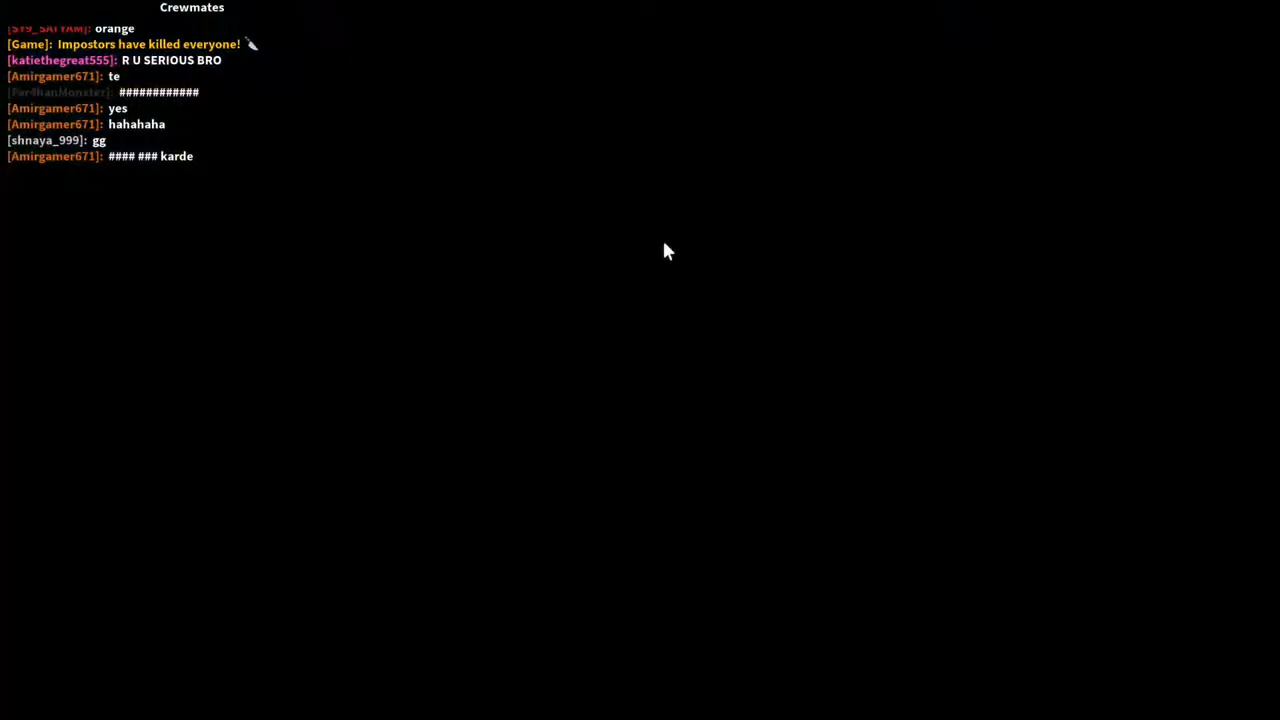 Crewmates
orange
[Game]: Impostors have killed everyone!
[katiethegreat555]: R U SERIOUS BRO
[Amirgamer671]: te
############
[Amirgamer671]: yes
[Amirgamer671]: hahahaha
[shnaya_999]: gg
[Amirgamer671]: #### ### karde